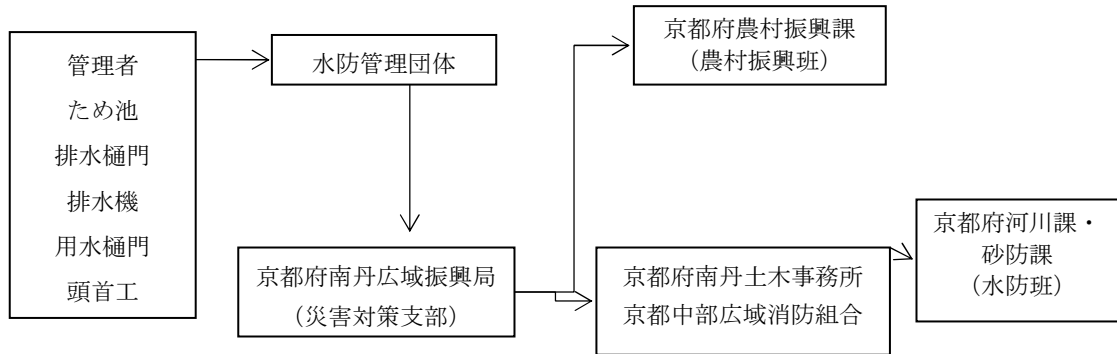 管理者
ため池
排水樋門
排水機
用水樋門
頭首工
水防管理団体
京都府農村振興課
（農村振興班）
京都府南丹広域振興局
（災害対策支部）
京都府南丹土木事務所
京都中部広域消防組合
京都府河川課・
砂防課
（水防班）